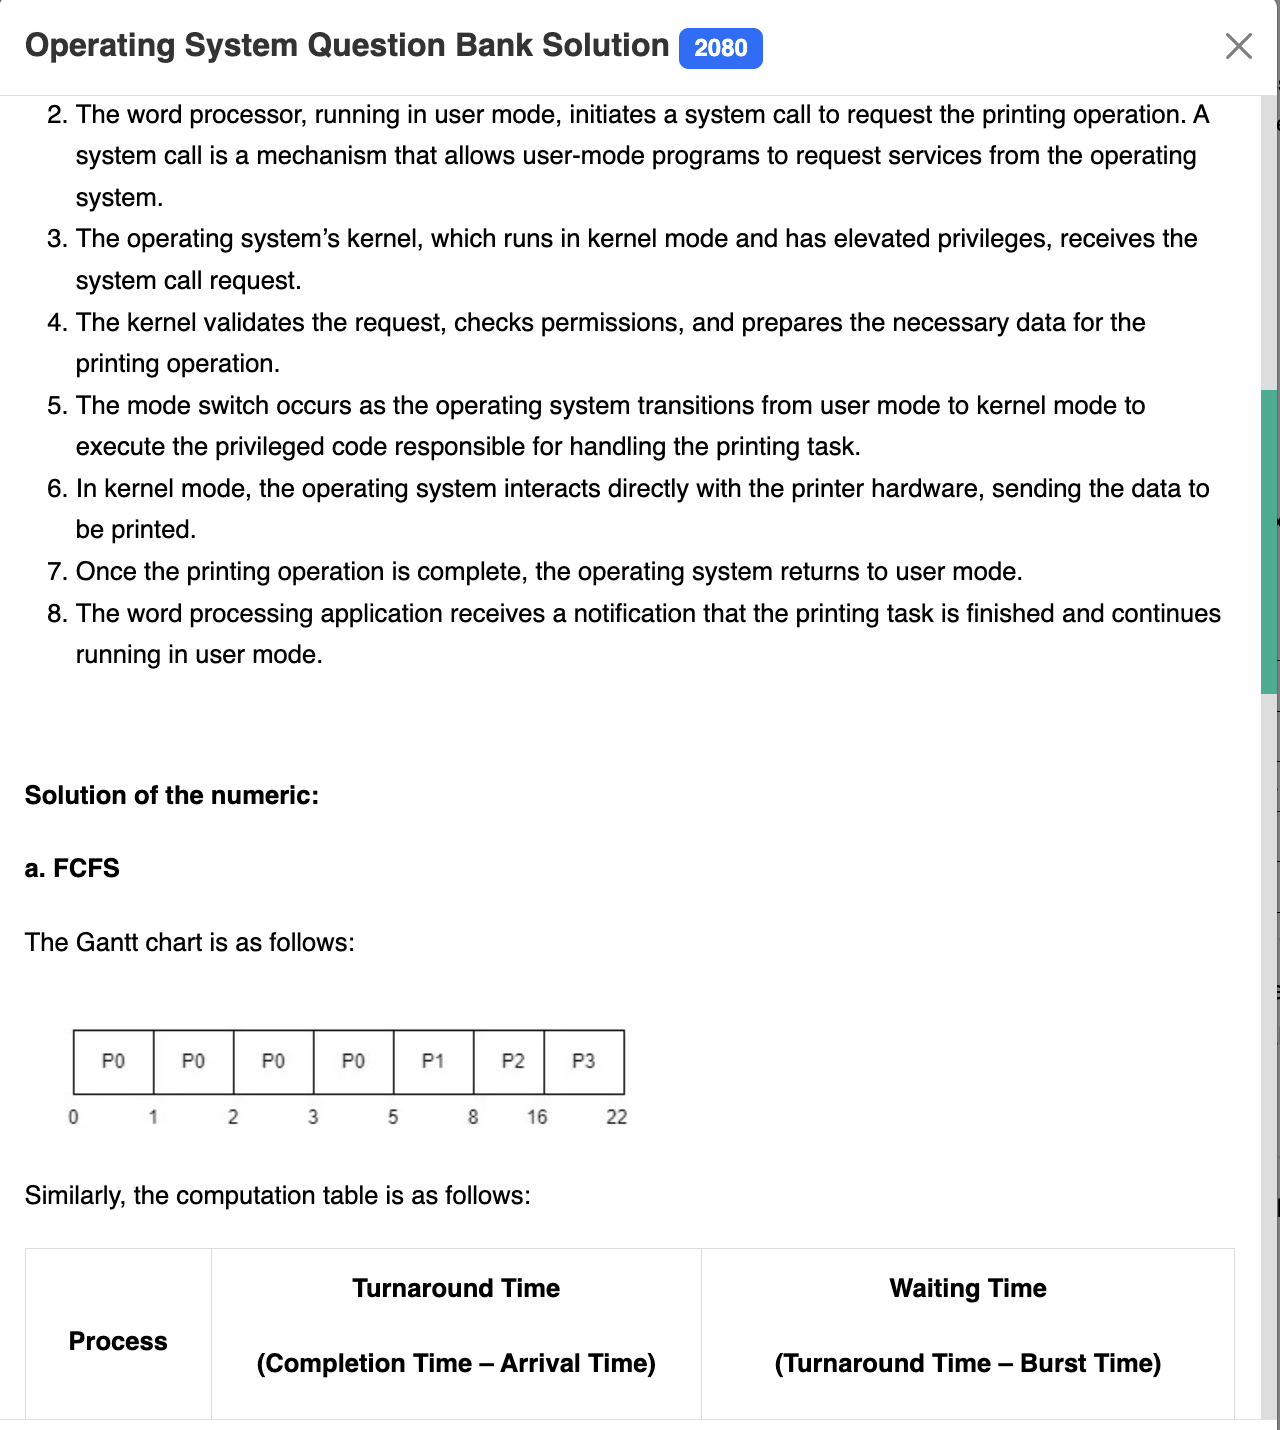 Operating System Question Bank Solution 2080
2. The word processor, running in user mode, initiates a system call to request the printing operation. A
system call is a mechanism that allows user-mode programs to request services from the operating
system.
3. The operating system’s kernel, which runs in kernel mode and has elevated privileges, receives the
system call request.
4. The kernel validates the request, checks permissions, and prepares the necessary data for the
printing operation.
5. The mode switch occurs as the operating system transitions from user mode to kernel mode to
execute the privileged code responsible for handling the printing task.
6. In kernel mode, the operating system interacts directly with the printer hardware, sending the data to
be printed.
7. Once the printing operation is complete, the operating system returns to user mode.
8. The word processing application receives a notification that the printing task is finished and continues
running in user mode.
Solution of the numeric:
a. FCFS
The Gantt chart is as follows:
P0 P0 P0 P0 P1 P2 P3
0 1 2 3 5 8 16 22
Similarly, the computation table is as follows:
Process
Turnaround Time
(Completion Time – Arrival Time)
Waiting Time
(Turnaround Time – Burst Time)